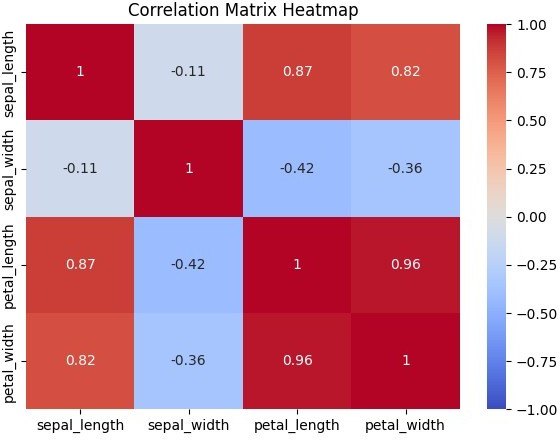 Correlation Matrix Heatmap
sepal_length 1 -0.11 0.87 0.82
sepal_width -0.11 1 -0.42 -0.36
petal_length 0.87 -0.42 1 0.96
petal_width 0.82 -0.36 0.96 1
sepal_length sepal_width petal_length petal_width
1.00
0.75
0.50
0.25
0.00
−0.25
−0.50
−0.75
−1.00